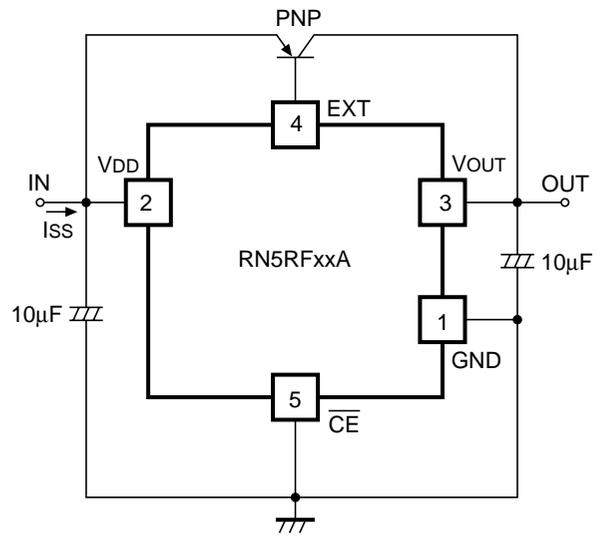 PNP
4
EXT
VDD
VOUT
IN
2
3
OUT
ISS
RN5RFxxA
10μF
10μF
1
GND
5
CE